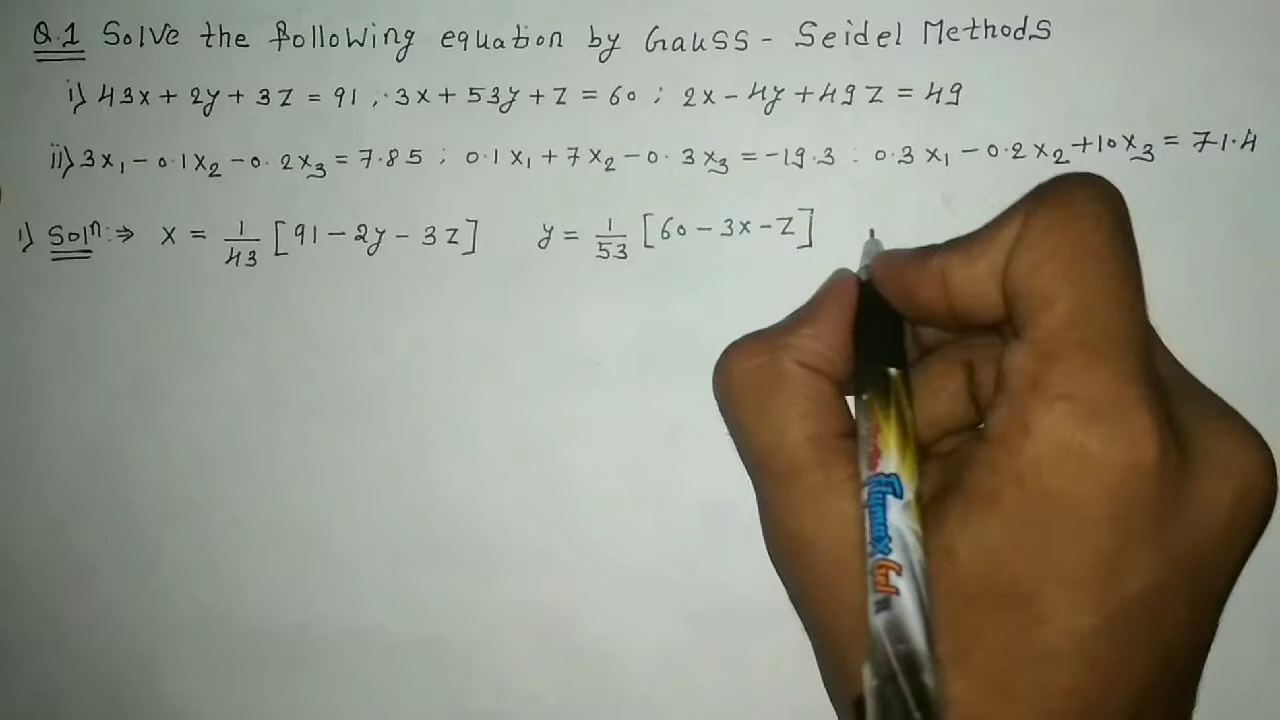 Q.1 Solve the following equation by Gauss - Seidel Methods
i) 43x + 2y + 3z = 91 , 3x + 53y + z = 60 ; 2x - 4y + 49z = 49
ii) 3x₁ - 0.1x₂ - 0.2x₃ = 7.85 ; 0.1x₁ + 7x₂ - 0.3x₃ = -19.3 : 0.3x₁ - 0.2x₂ + 10x₃ = 71.4
i) Solⁿ:⇒ x = 1/43 [91 - 2y - 3z] y = 1/53 [60 - 3x - z]
Gel